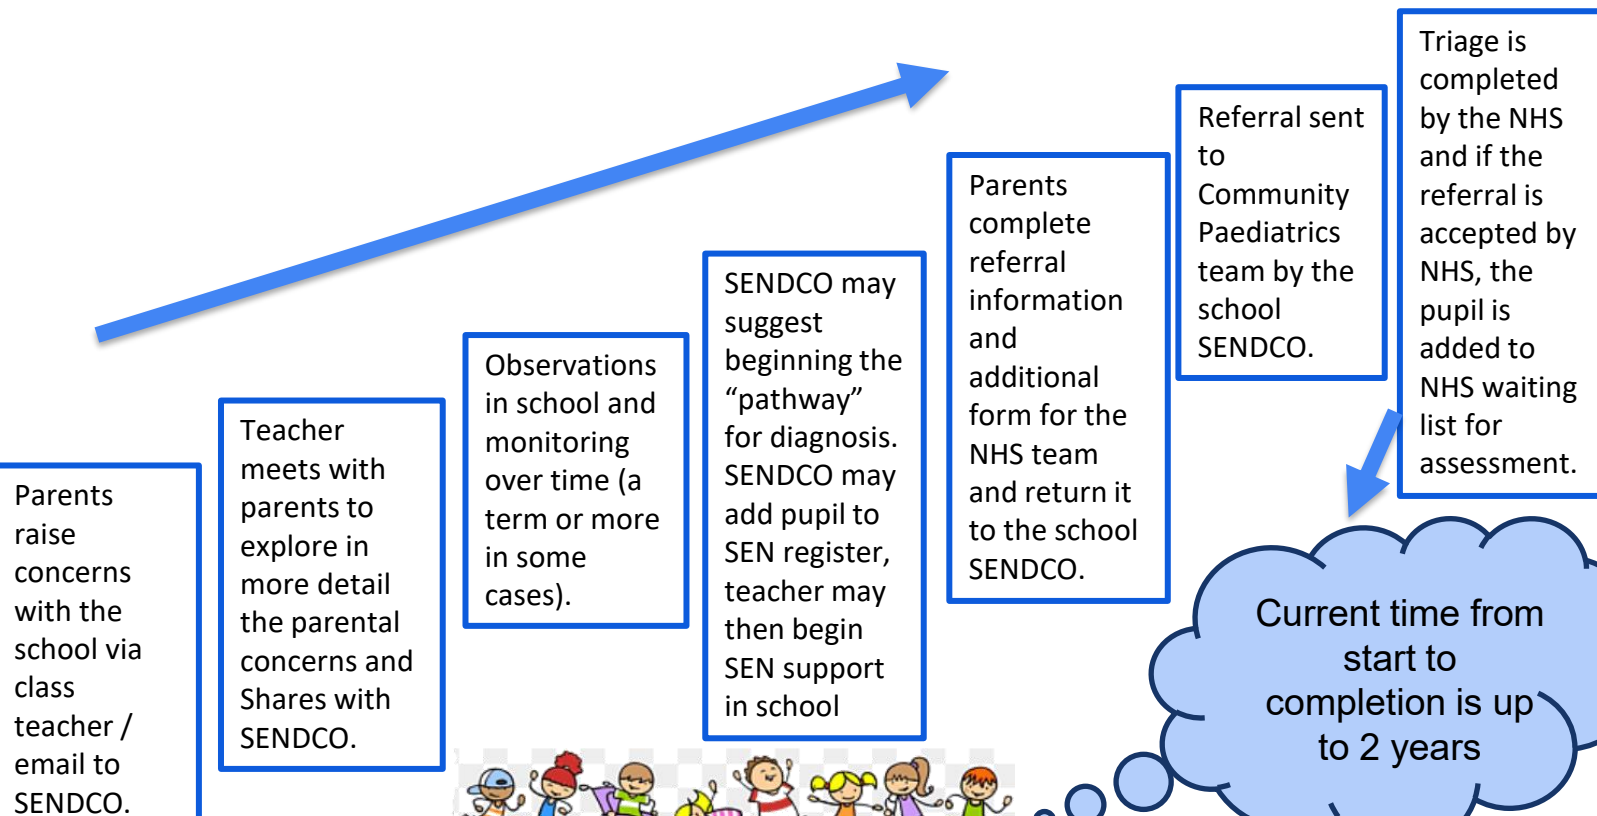 Parents
raise
concerns
with the
school via
class
teacher /
email to
SENDCO.
Teacher
meets with
parents to
explore in
more detail
the parental
concerns and
Shares with
SENDCO.
Observations
in school and
monitoring
over time (a
term or more
in some
cases).
SENDCO may
suggest
beginning the
“pathway”
for diagnosis.
SENDCO may
add pupil to
SEN register,
teacher may
then begin
SEN support
in school
Parents
complete
referral
information
and
additional
form for the
NHS team
and return it
to the school
SENDCO.
Referral sent
to
Community
Paediatrics
team by the
school
SENDCO.
Triage is
completed
by the NHS
and if the
referral is
accepted by
NHS, the
pupil is
added to
NHS waiting
list for
assessment.
Current time from
start to
completion is up
to 2 years